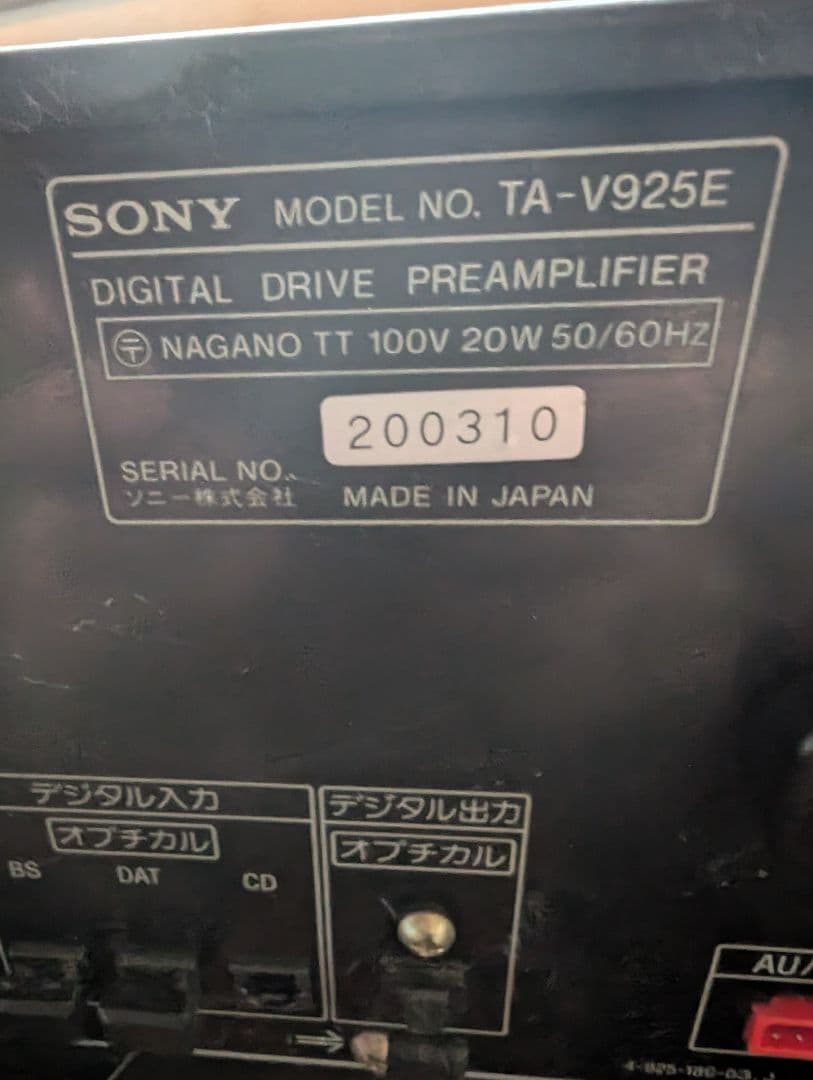 SONY MODEL NO. TA-V925E
DIGITAL DRIVE PREAMPLIFIER
〒 NAGANO TT 100V 20W 50/60HZ
200310
SERIAL NO.
ソニー株式会社 MADE IN JAPAN
デジタル入力
オプチカル
BS DAT CD
デジタル出力
オプチカル
AU/